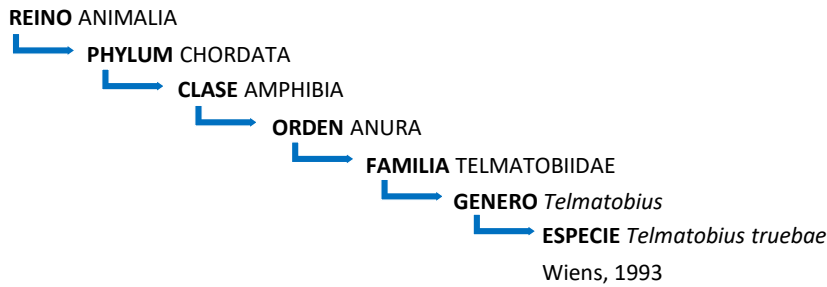 REINO ANIMALIA
PHYLUM CHORDATA
CLASE AMPHIBIA
ORDEN ANURA
FAMILIA TELMATOBIIDAE
GENERO Telmatobius
ESPECIE Telmatobius truebae
Wiens, 1993